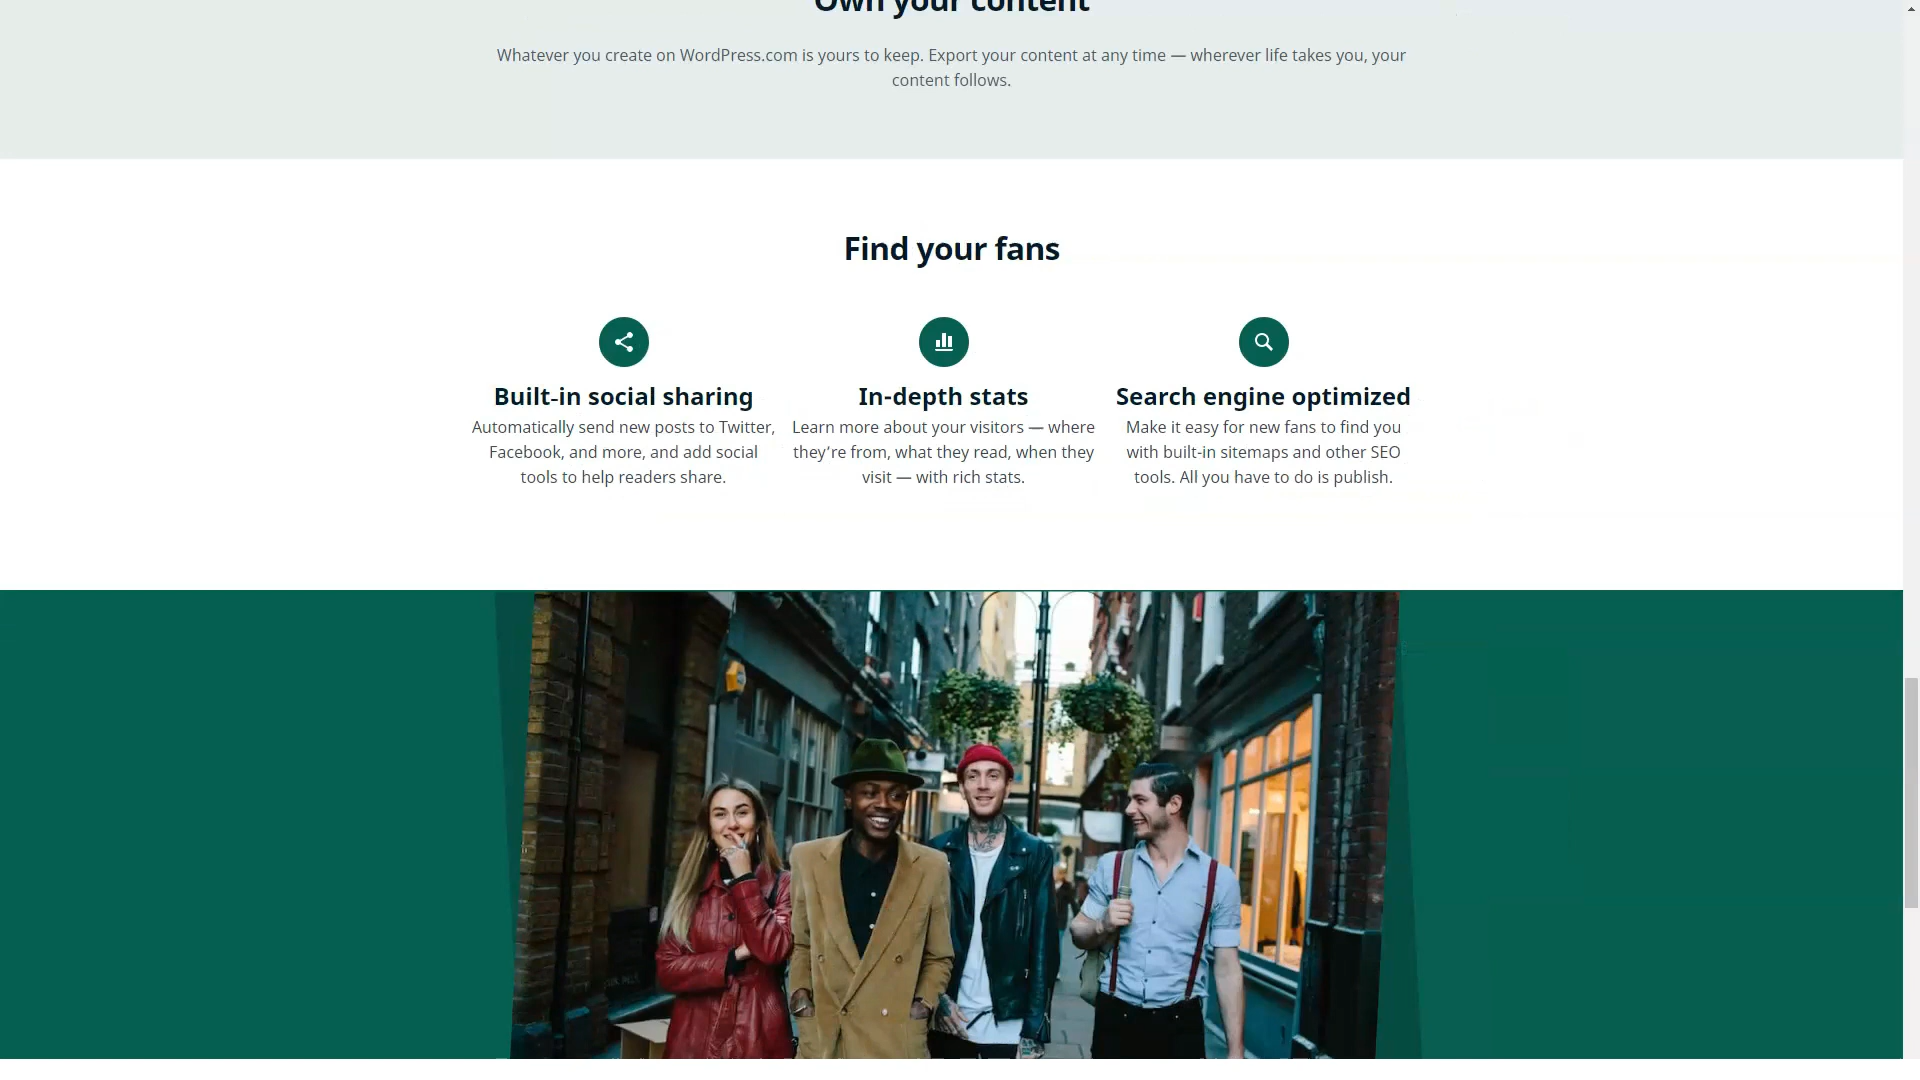 Own your content
Whatever you create on WordPress.com is yours to keep. Export your content at any time — wherever life takes you, your
content follows.
Find your fans
Built-in social sharing
Automatically send new posts to Twitter,
Facebook, and more, and add social
tools to help readers share.
In-depth stats
Learn more about your visitors — where
they’re from, what they read, when they
visit — with rich stats.
Search engine optimized
Make it easy for new fans to find you
with built-in sitemaps and other SEO
tools. All you have to do is publish.